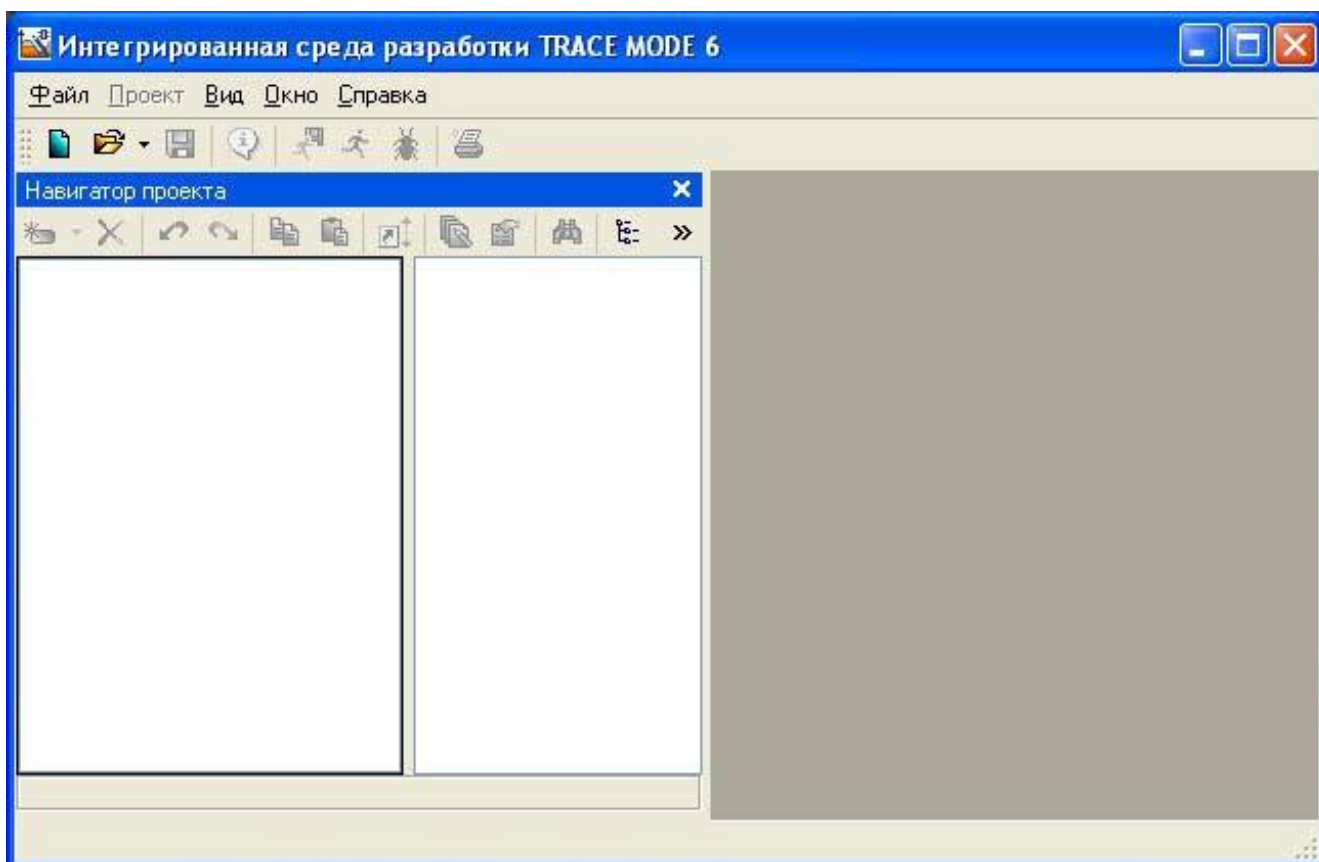 Интегрированная среда разработки TRACE MODE 6
Файл Проект Вид Окно Справка
Навигатор проекта